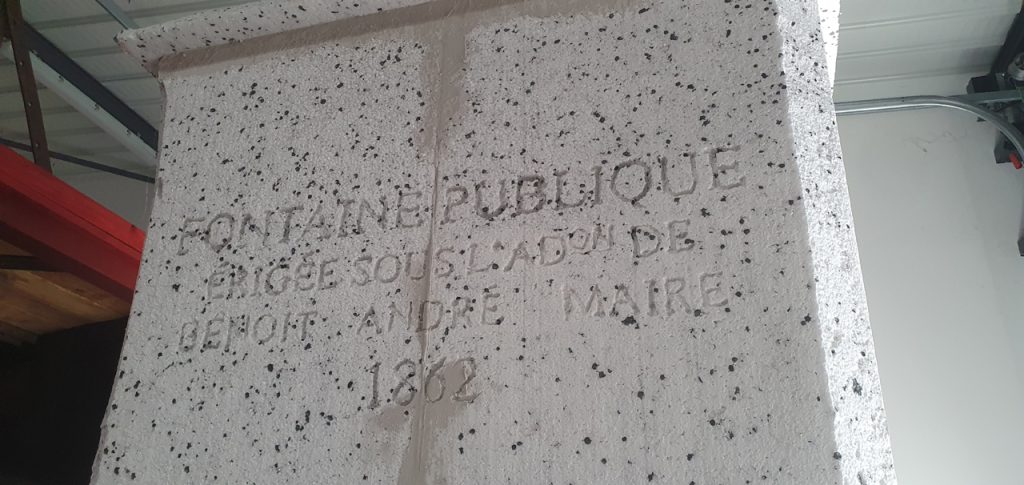 FONTAINE PUBLIQUE
ÉRIGÉE SOUS L'ADON DE
BENOIT ANDRÉ MAIRE
1862